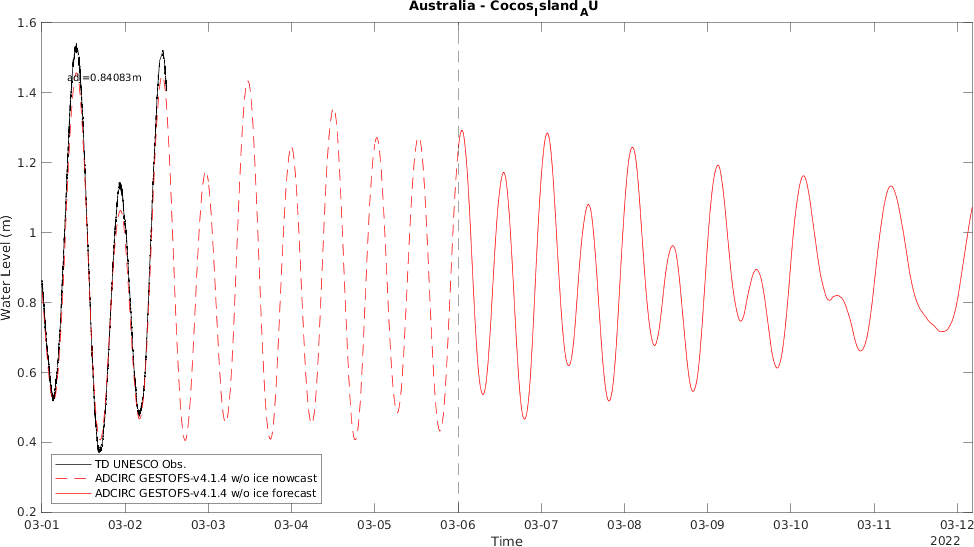 Australia - Cocos_Island_AU
1.6
1.4
ad =0.84083m
1.2
1
0.8
0.6
0.4
0.2
Water Level (m)
TD UNESCO Obs.
ADCIRC GESTOFS-v4.1.4 w/o ice nowcast
ADCIRC GESTOFS-v4.1.4 w/o ice forecast
03-01 03-02 03-03 03-04 03-05 03-06 03-07 03-08 03-09 03-10 03-11 03-12
Time
2022